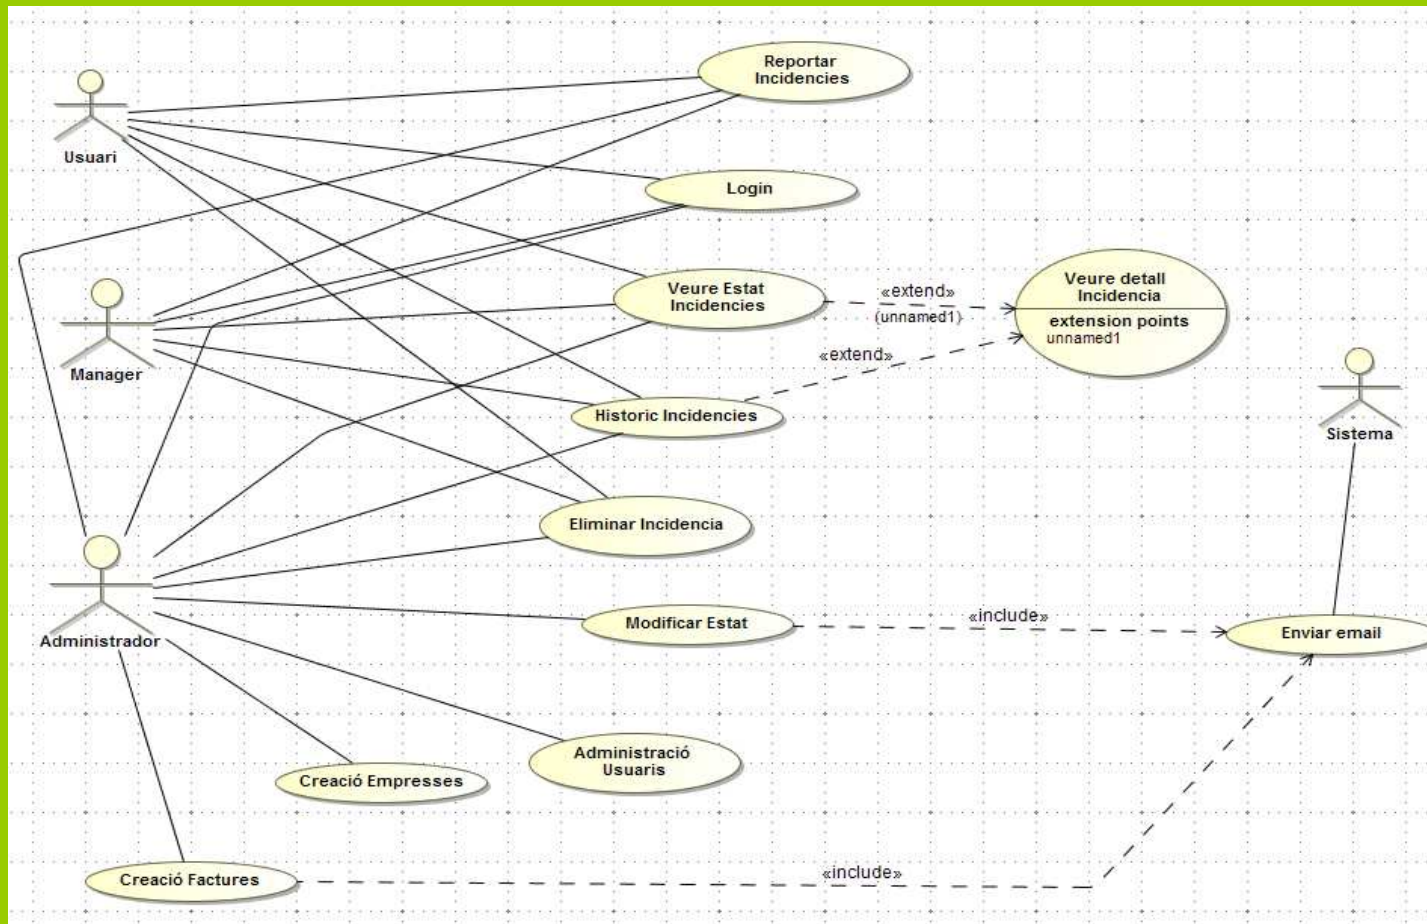 Reportar
Incidencies
Usuari
Login
Veure Estat
Incidencies
«extend»
(unnamed1)
Veure detall
Incidencia
extension points
unnamed1
Manager
«extend»
Historic Incidencies
Sistema
Eliminar Incidencia
Administrador
Modificar Estat
«include»
Enviar email
Administració
Usuaris
Creació Empresses
Creació Factures
«include»